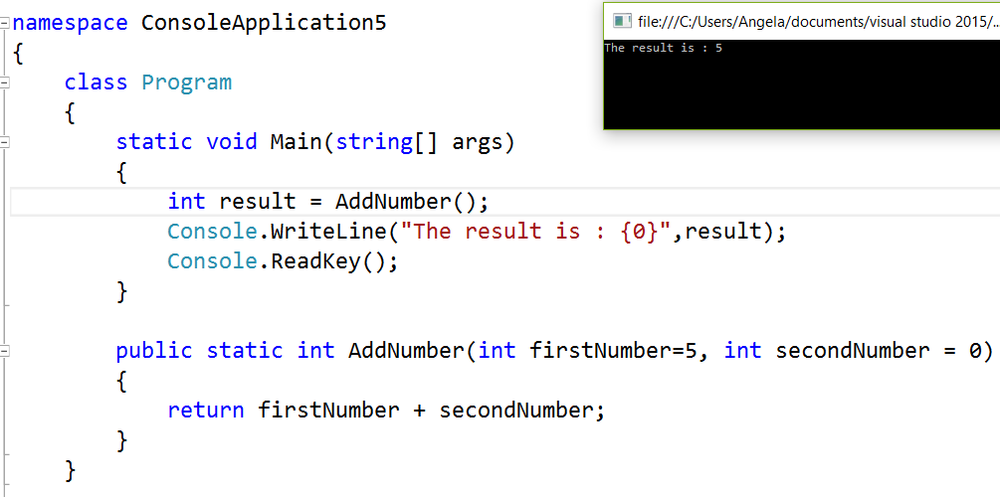 namespace ConsoleApplication5
{
class Program
{
static void Main(string[] args)
{
int result = AddNumber();
Console.WriteLine("The result is : {0}",result);
Console.ReadKey();
}
public static int AddNumber(int firstNumber=5, int secondNumber = 0)
{
return firstNumber + secondNumber;
}
}
file:///C:/Users/Angela/documents/visual studio 2015/...
The result is : 5